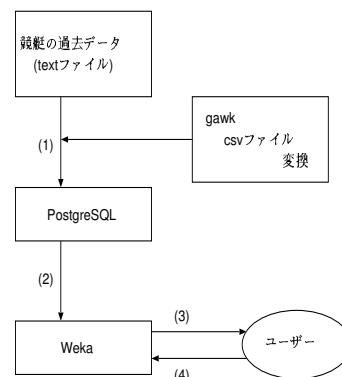 競艇の過去データ
(textファイル)
(1)
gawk
csvファイル
変換
PostgreSQL
(2)
(3)
Weka
ユーザー
(4)